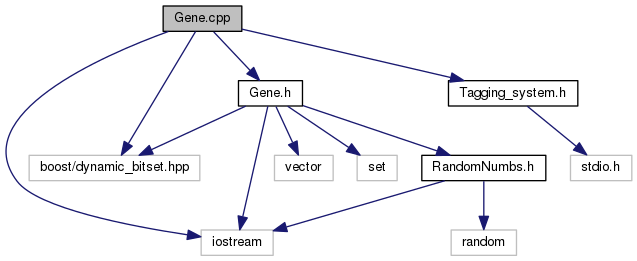 Gene.cpp
Gene.h
Tagging_system.h
boost/dynamic_bitset.hpp
vector
set
RandomNumbs.h
stdio.h
iostream
random